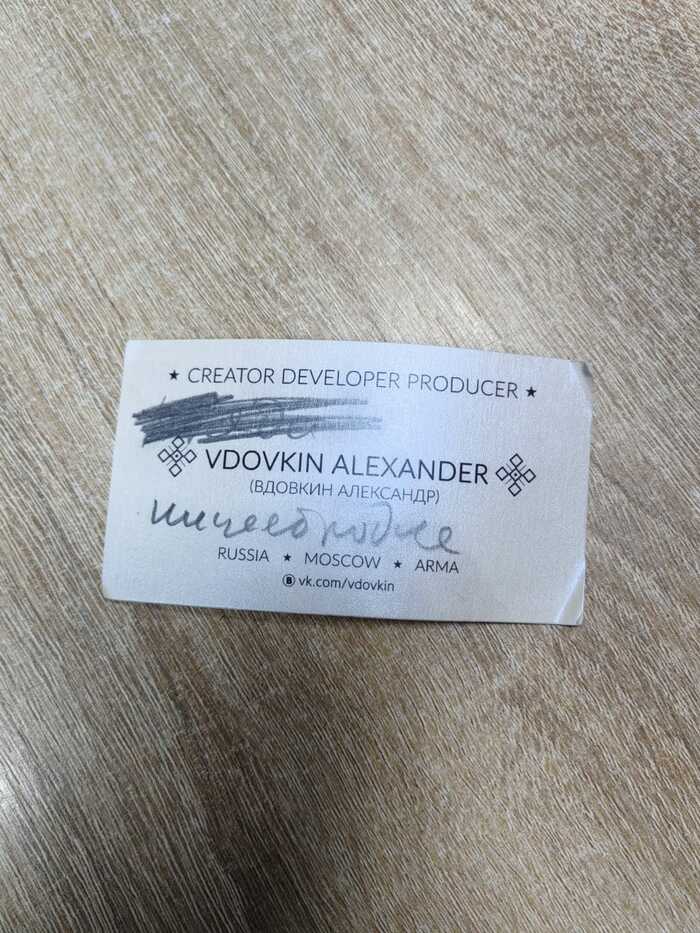 ★ CREATOR DEVELOPER PRODUCER ★
VDOVKIN ALEXANDER
(ВДОВКИН АЛЕКСАНДР)
RUSSIA ★ MOSCOW ★ ARMA
vk.com/vdovkin